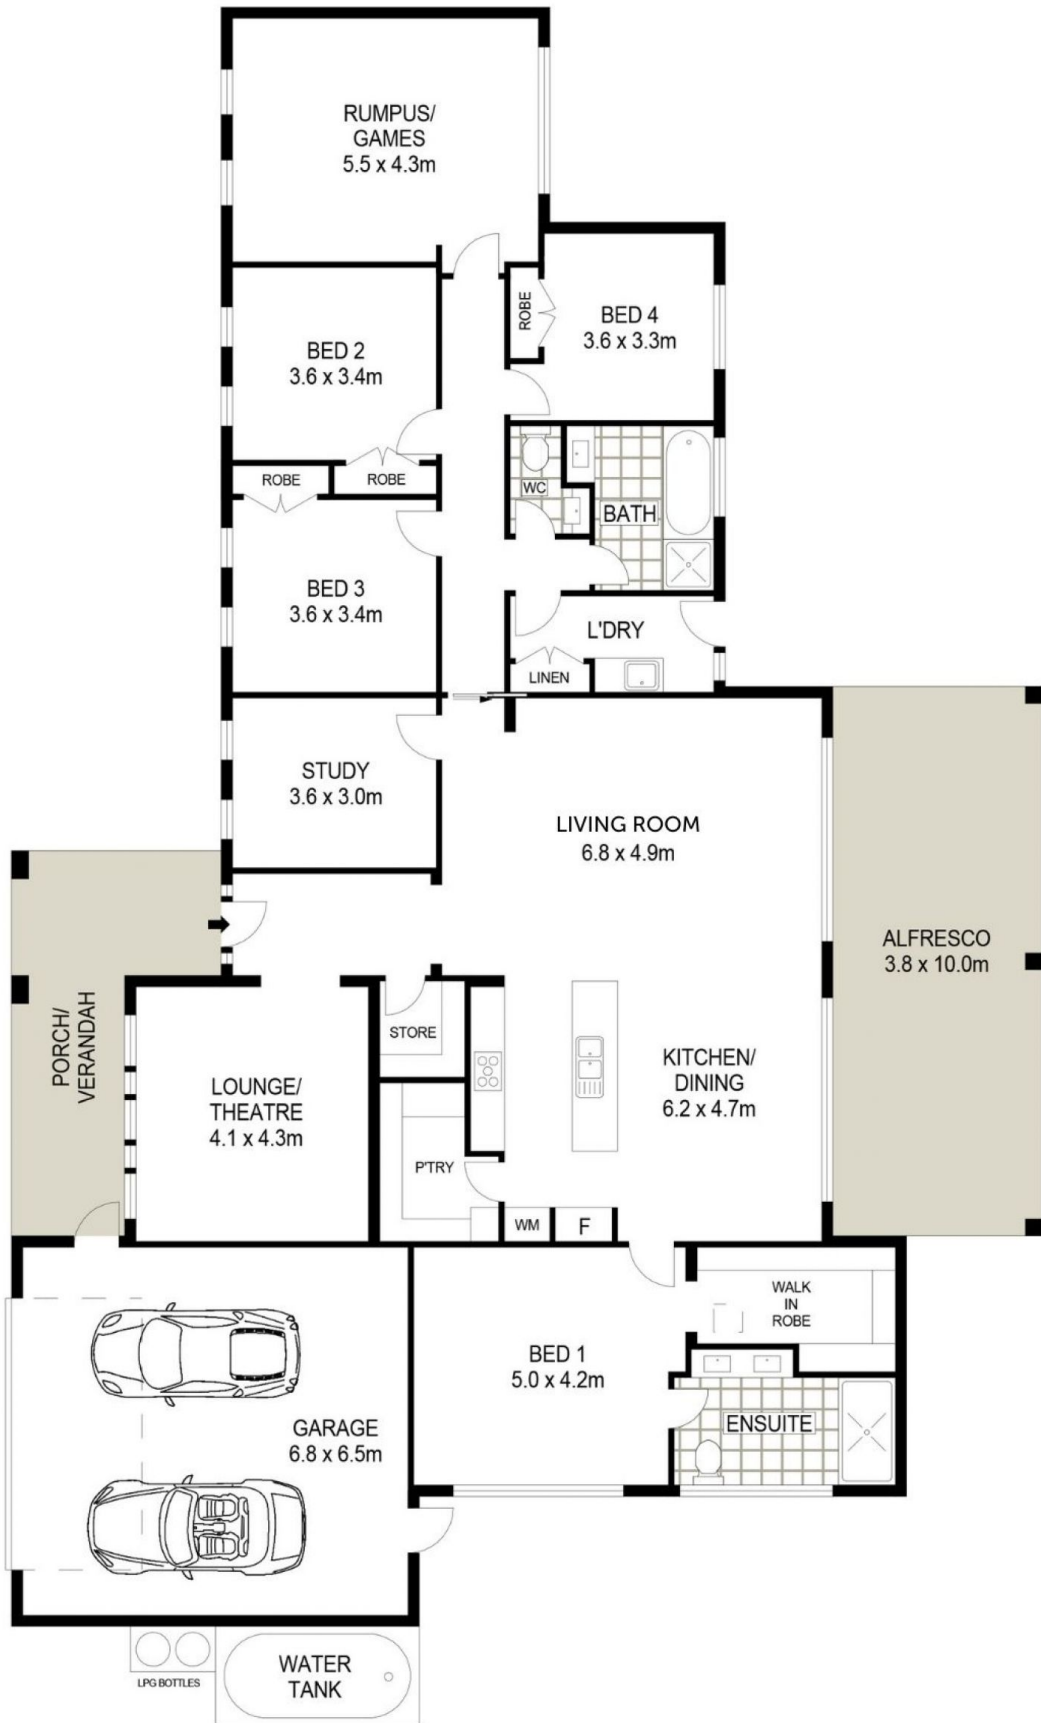 RUMPUS/
GAMES
5.5 x 4.3m
ROBE
BED 4
3.6 x 3.3m
BED 2
3.6 x 3.4m
ROBE
ROBE
WC
BATH
BED 3
3.6 x 3.4m
L'DRY
LINEN
STUDY
3.6 x 3.0m
LIVING ROOM
6.8 x 4.9m
ALFRESCO
3.8 x 10.0m
PORCH/
VERANDAH
STORE
LOUNGE/
THEATRE
4.1 x 4.3m
KITCHEN/
DINING
6.2 x 4.7m
P'TRY
WM
F
WALK
IN
ROBE
BED 1
5.0 x 4.2m
ENSUITE
GARAGE
6.8 x 6.5m
LPG BOTTLES
WATER
TANK